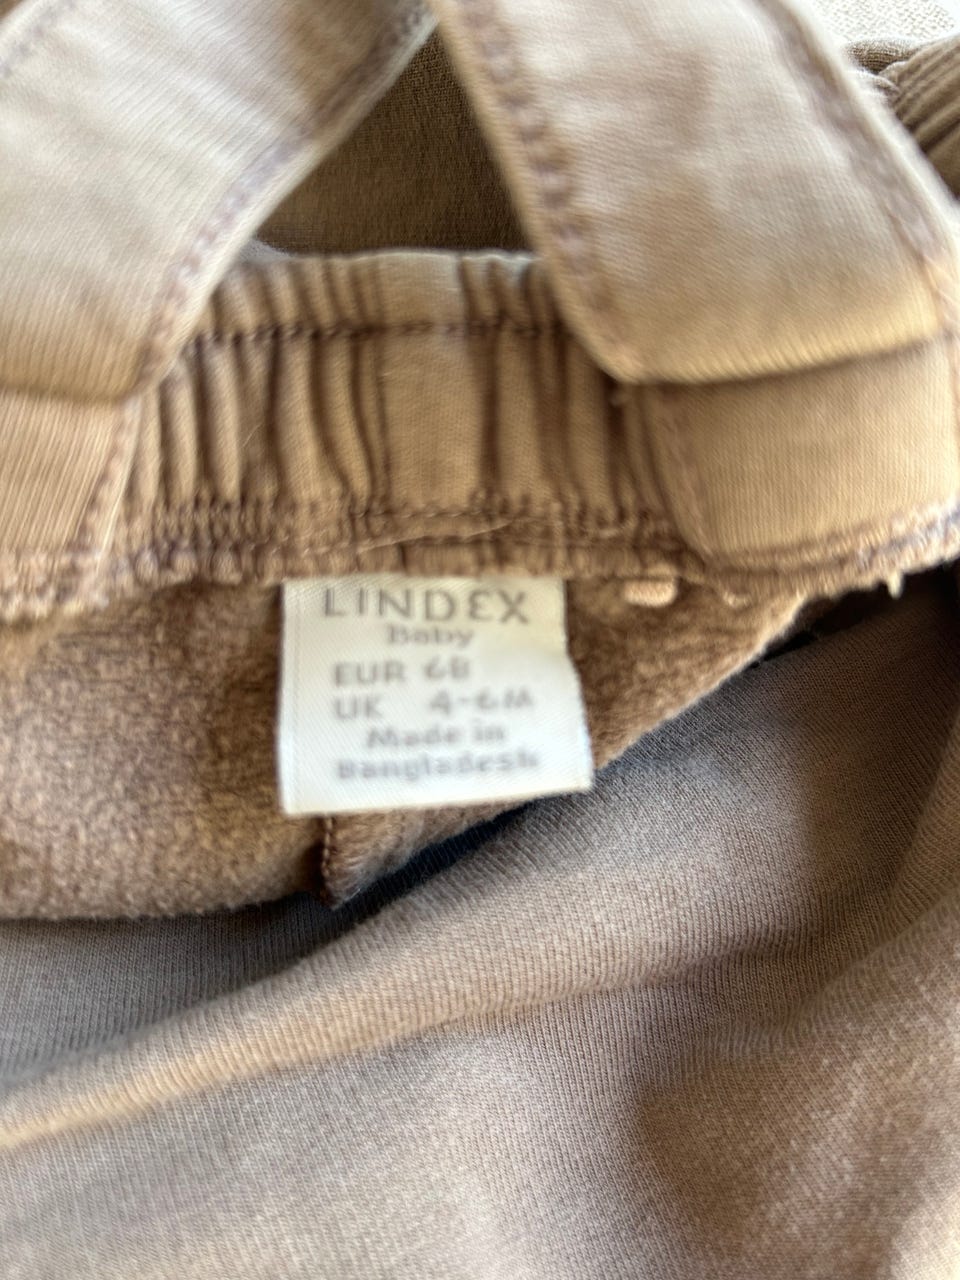 LINDEX
Baby
EUR 68
UK 4-6M
Made in
Bangladesh